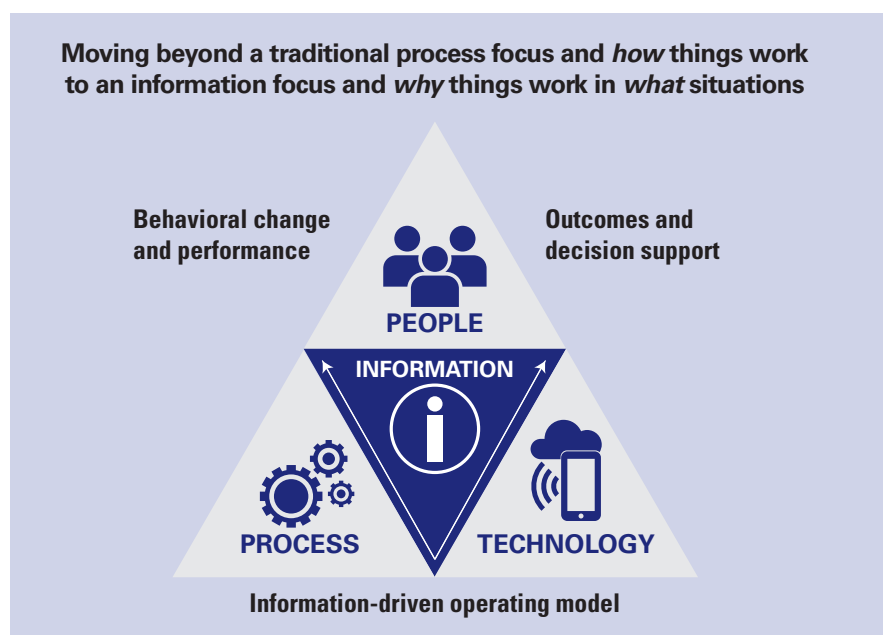 Moving beyond a traditional process focus and how things work
to an information focus and why things work in what situations
Behavioral change
and performance
Outcomes and
decision support
PEOPLE
INFORMATION
i
PROCESS
TECHNOLOGY
Information-driven operating model